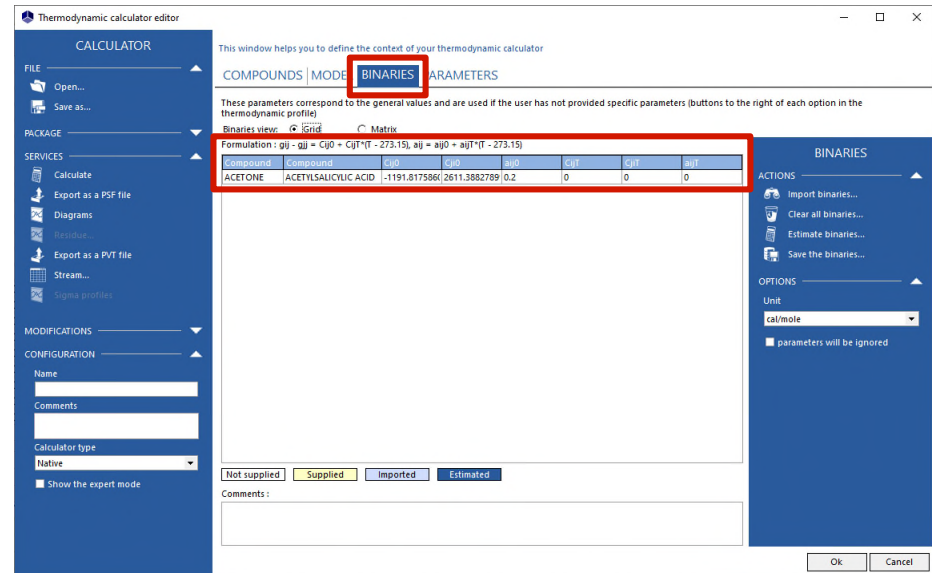 Thermodynamic calculator editor
CALCULATOR
FILE
Open...
Save as...
PACKAGE
SERVICES
Calculate
Export as a PSF file
Diagrams
Residue...
Export as a PVT file
Stream...
Sigma profiles
MODIFICATIONS
CONFIGURATION
Name
Comments
Calculator type
Native
Show the expert mode
This window helps you to define the context of your thermodynamic calculator
COMPOUNDS MODE BINARIES ARAMETERS
These parameters correspond to the general values and are used if the user has not provided specific parameters (buttons to the right of each option in the
thermodynamic profile)
Binaries view: Grid Matrix
Formulation : gij - gjj = Cij0 + CijT*(T - 273.15), aij = aij0 + aijT*(T - 273.15)
Compound Compound Cij0 Cji0 aij0 CijT CjiT aijT
ACETONE ACETYLSALICYLIC ACID -1191.817586( 2611.3882789 0.2 0 0 0
Not supplied Supplied Imported Estimated
Comments :
BINARIES
ACTIONS
Import binaries...
Clear all binaries...
Estimate binaries...
Save the binaries...
OPTIONS
Unit
cal/mole
parameters will be ignored
Ok Cancel